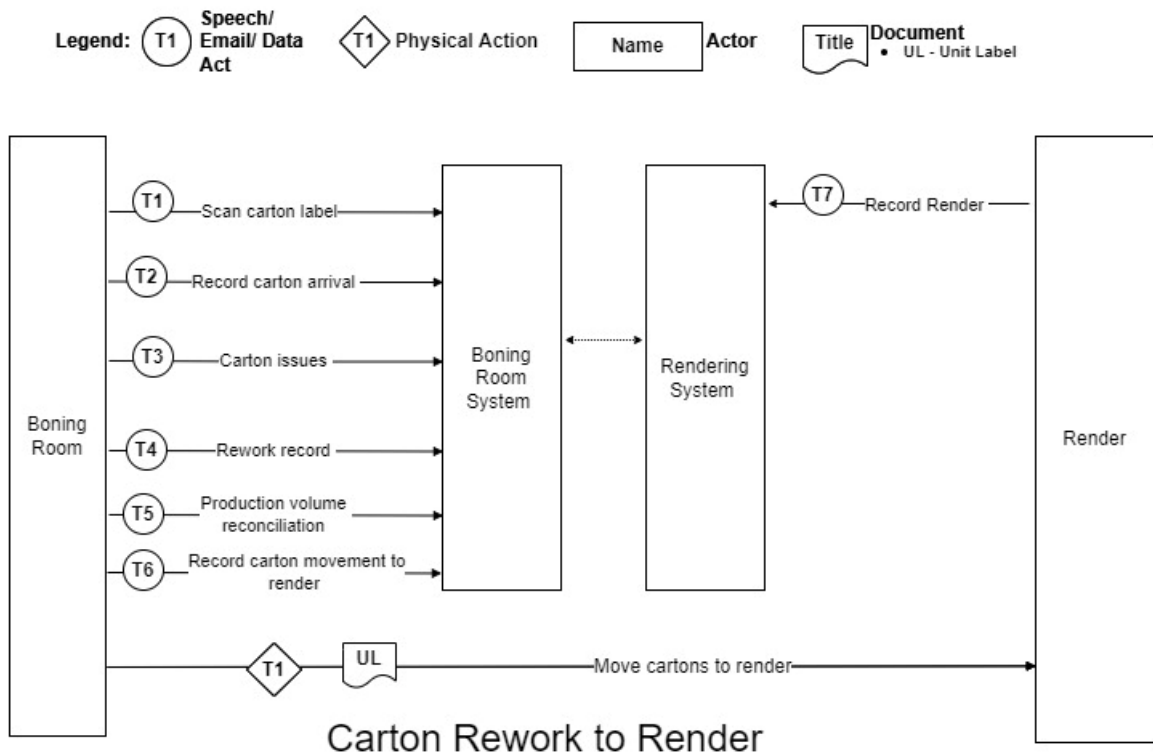 Legend:
T1
Speech/
Email/ Data
Act
T1
Physical Action
Name
Actor
Title
Document
• UL - Unit Label
Boning
Room
T1
Scan carton label
T2
Record carton arrival
T3
Carton issues
T4
Rework record
T5
Production volume
reconciliation
T6
Record carton movement to
render
Boning
Room
System
Rendering
System
T7
Record Render
Render
T1
UL
Move cartons to render
Carton Rework to Render